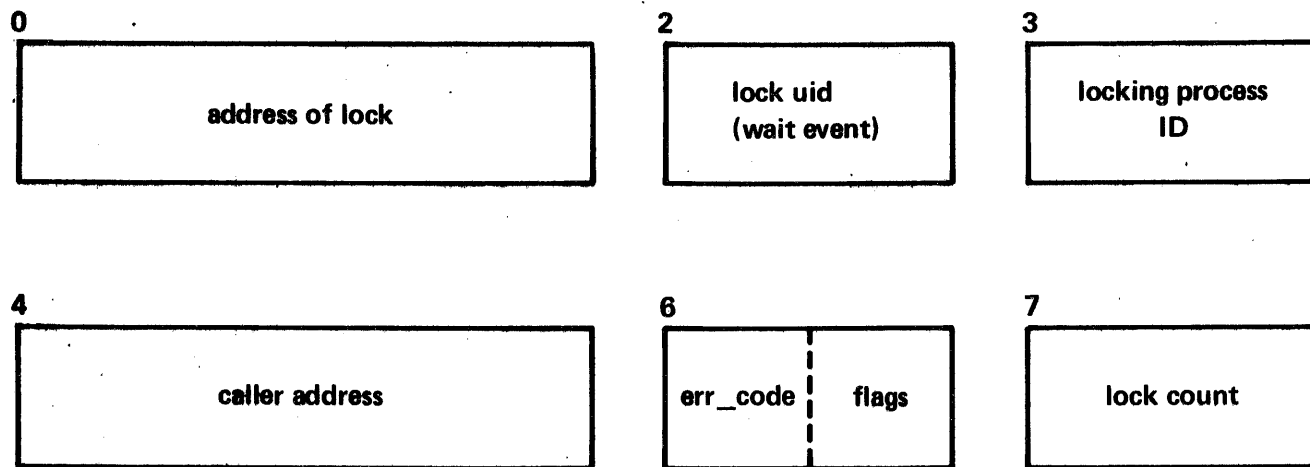 0
2
3
address of lock
lock uid
(wait event)
locking process
ID
4
6
7
caller address
err_code
flags
lock count